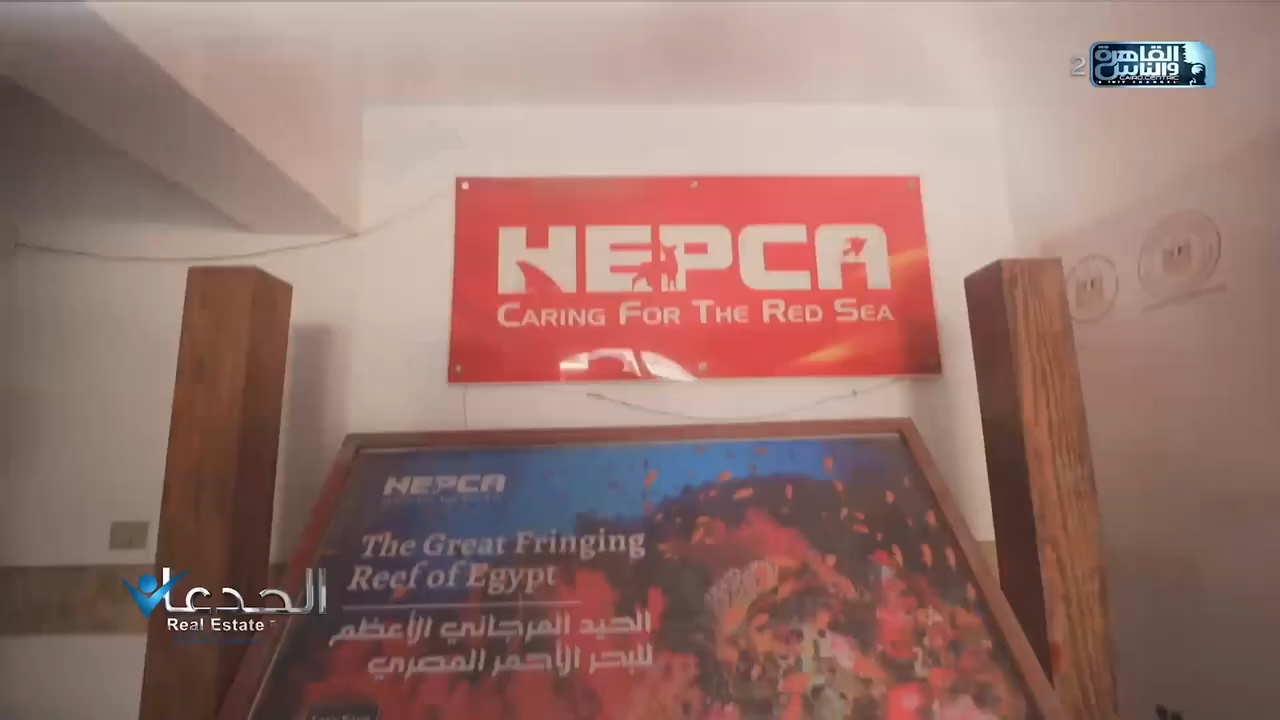 2
القاهرة
والناس
HEPCA
CARING FOR THE RED SEA
HEPCA
The Great Fringing
Reef of Egypt
الحيد المرجاني الأعظم
للبحر الأحمر المصري
الجدعان
Real Estate